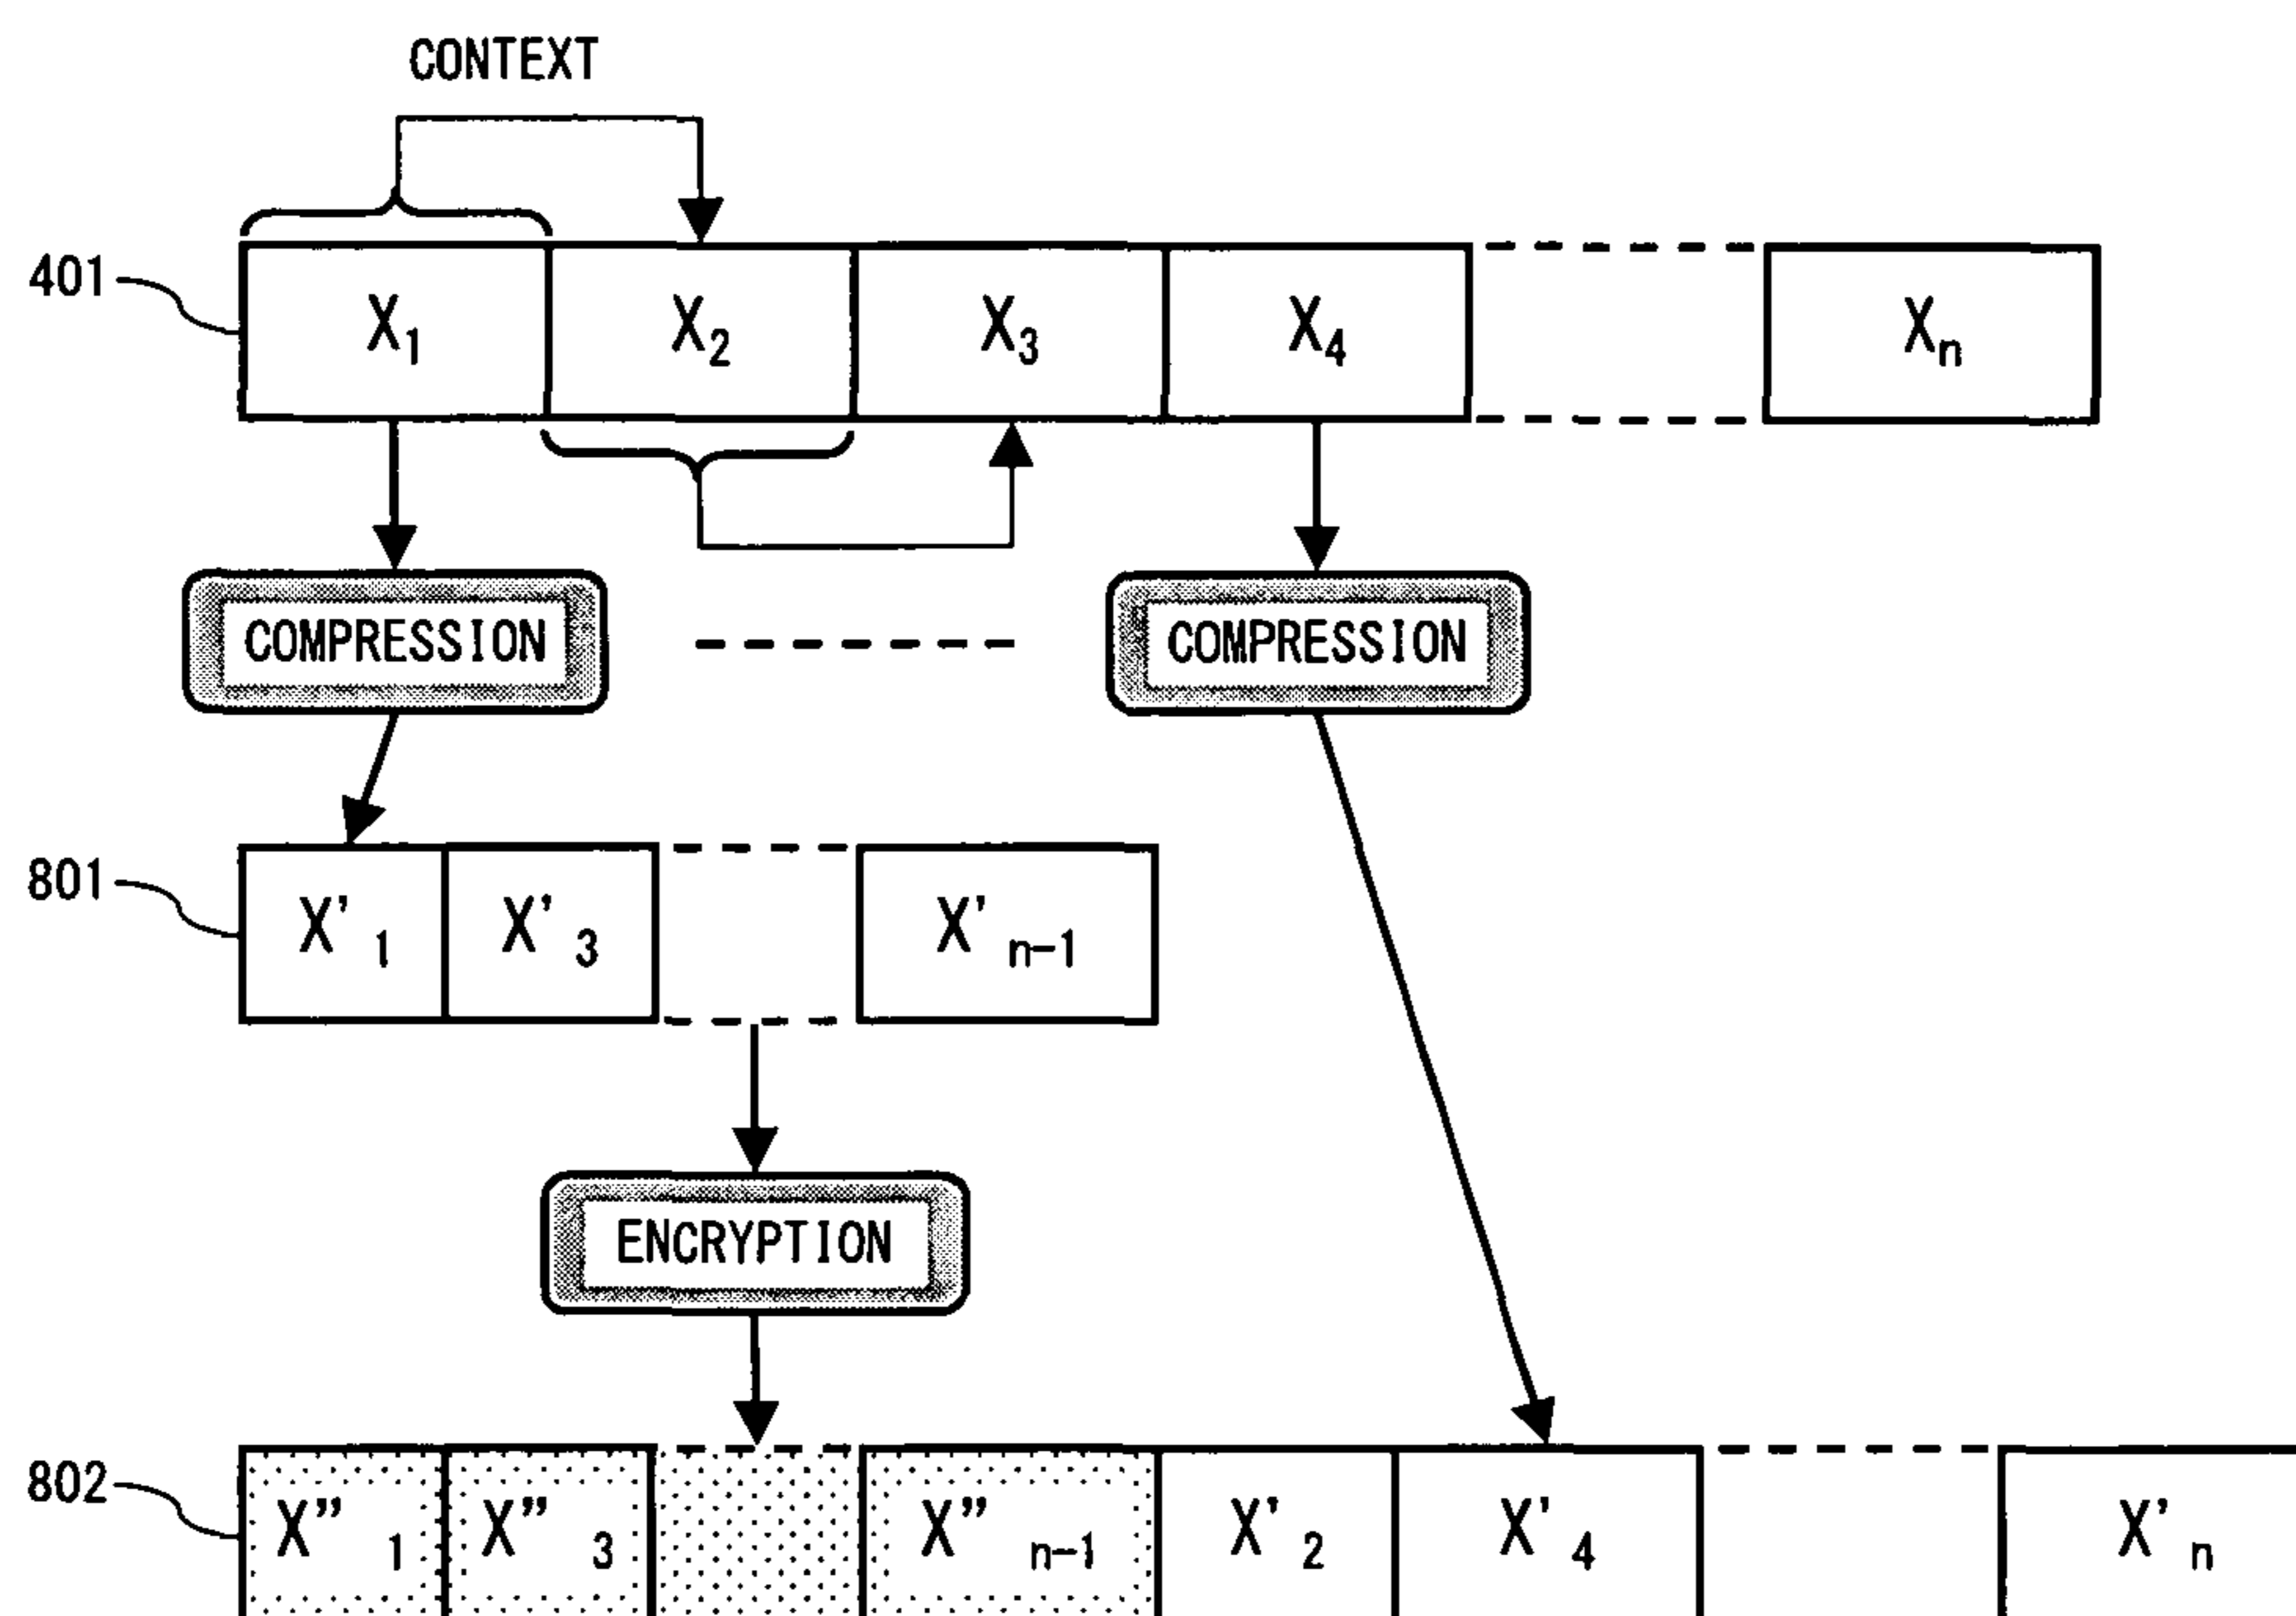 CONTEXT
401 X1 X2 X3 X4 Xn
COMPRESSION COMPRESSION
801 X'1 X'3 X'n-1
ENCRYPTION
802 X”1 X”3 X”n-1 X'2 X'4 X'n